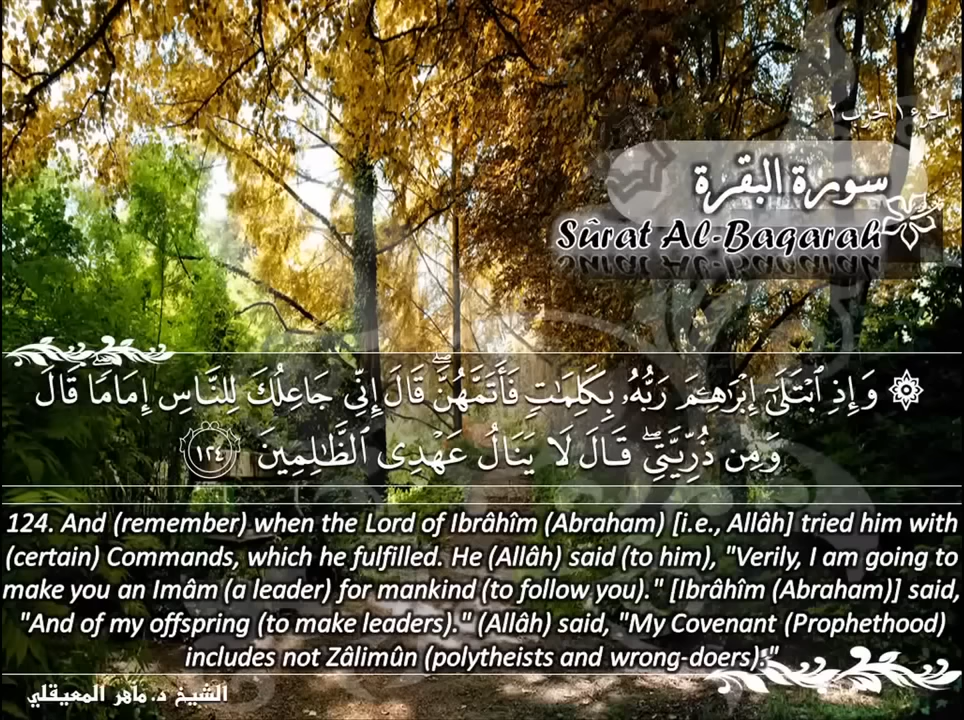 الجزء ١ الحزب ٢
سورة البقرة
Sûrat Al-Baqarah
۞ وَإِذِ ٱبْتَلَىٰٓ إِبْرَٰهِـۧمَ رَبُّهُۥ بِكَلِمَٰتٍ فَأَتَمَّهُنَّ ۖ قَالَ إِنِّى جَاعِلُكَ لِلنَّاسِ إِمَامًا ۖ قَالَ
وَمِن ذُرِّيَّتِى ۖ قَالَ لَا يَنَالُ عَهْدِى ٱلظَّٰلِمِينَ ١٢٤
124. And (remember) when the Lord of Ibrâhîm (Abraham) [i.e., Allâh] tried him with
(certain) Commands, which he fulfilled. He (Allâh) said (to him), "Verily, I am going to
make you an Imâm (a leader) for mankind (to follow you)." [Ibrâhîm (Abraham)] said,
"And of my offspring (to make leaders)." (Allâh) said, "My Covenant (Prophethood)
includes not Zâlimûn (polytheists and wrong-doers)."
الشيخ د. ماهر المعيقلي